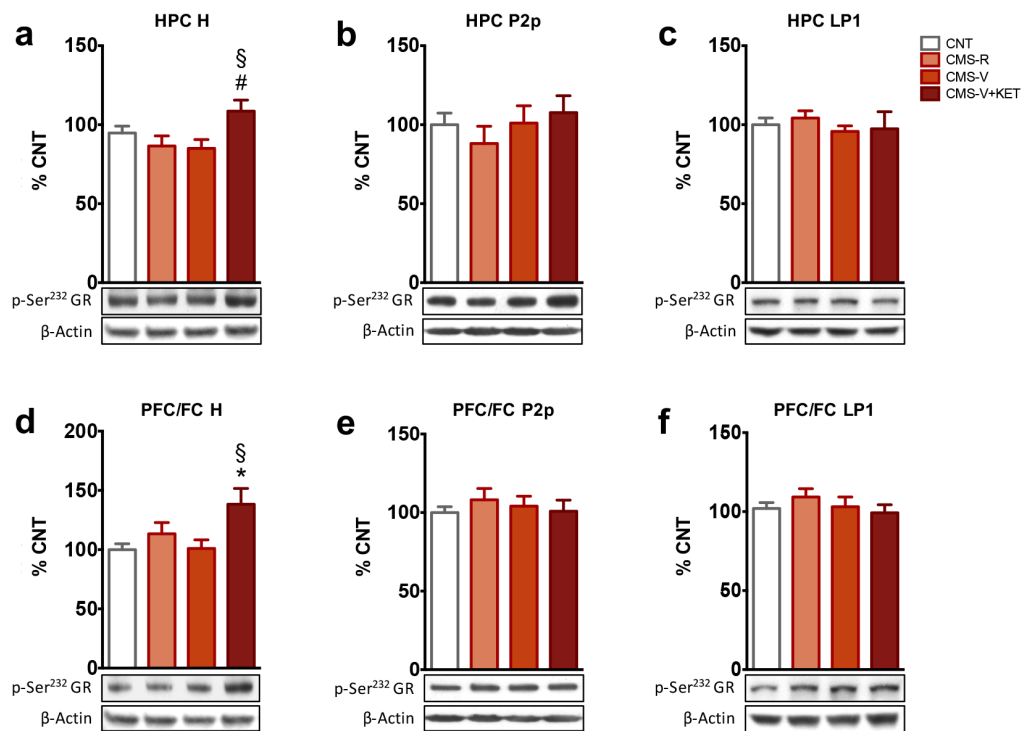 a
HPC H
150
100
50
0
% CNT
§
#
p-Ser²³² GR
β-Actin
b
HPC P2p
150
100
50
0
% CNT
p-Ser²³² GR
β-Actin
c
HPC LP1
150
100
50
0
% CNT
p-Ser²³² GR
β-Actin
CNT
CMS-R
CMS-V
CMS-V+KET
d
PFC/FC H
200
150
100
50
0
% CNT
§
*
p-Ser²³² GR
β-Actin
e
PFC/FC P2p
150
100
50
0
% CNT
p-Ser²³² GR
β-Actin
f
PFC/FC LP1
150
100
50
0
% CNT
p-Ser²³² GR
β-Actin